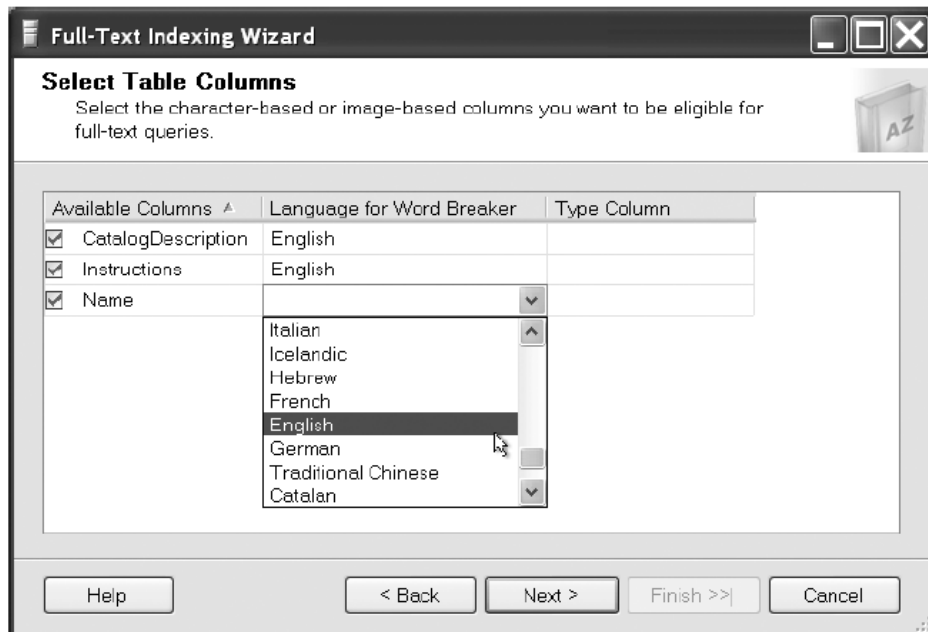 Full-Text Indexing Wizard
Select Table Columns
Select the character-based or image-based columns you want to be eligible for
full-text queries.
AZ
Available Columns Language for Word Breaker Type Column
CatalogDescription English
Instructions English
Name
Italian
Icelandic
Hebrew
French
English
German
Traditional Chinese
Catalan
Help < Back Next > Finish >>| Cancel